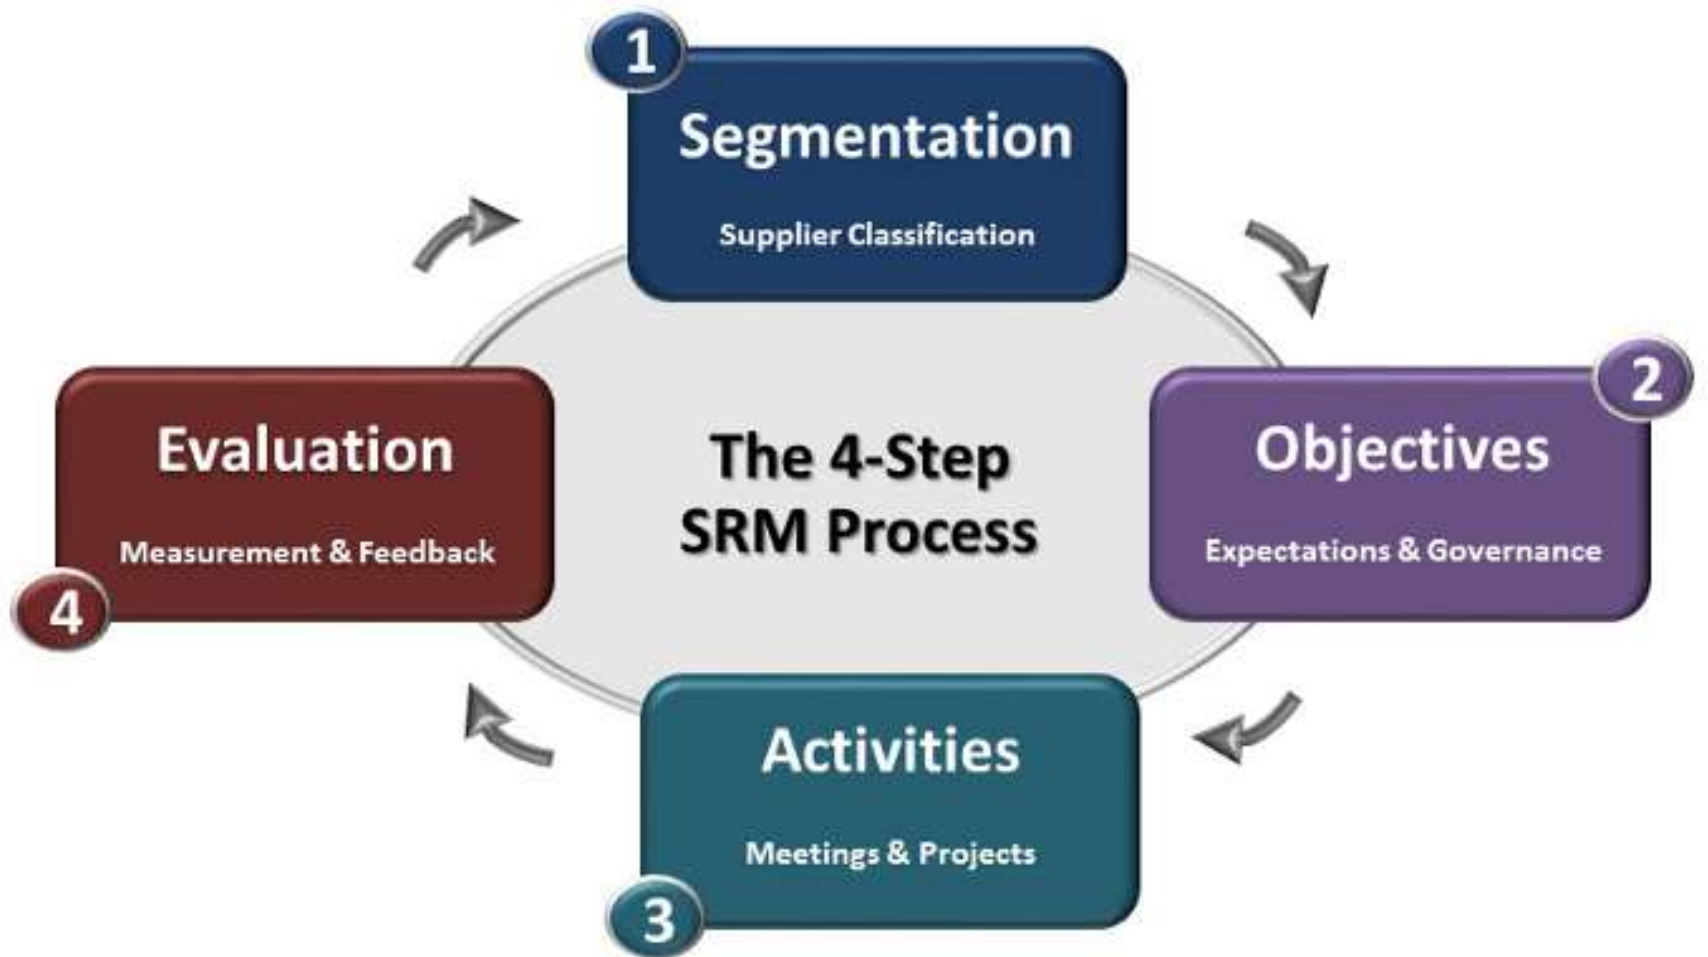 1
Segmentation
Supplier Classification
2
Objectives
Expectations & Governance
The 4-Step
SRM Process
Activities
Meetings & Projects
3
Evaluation
Measurement & Feedback
4